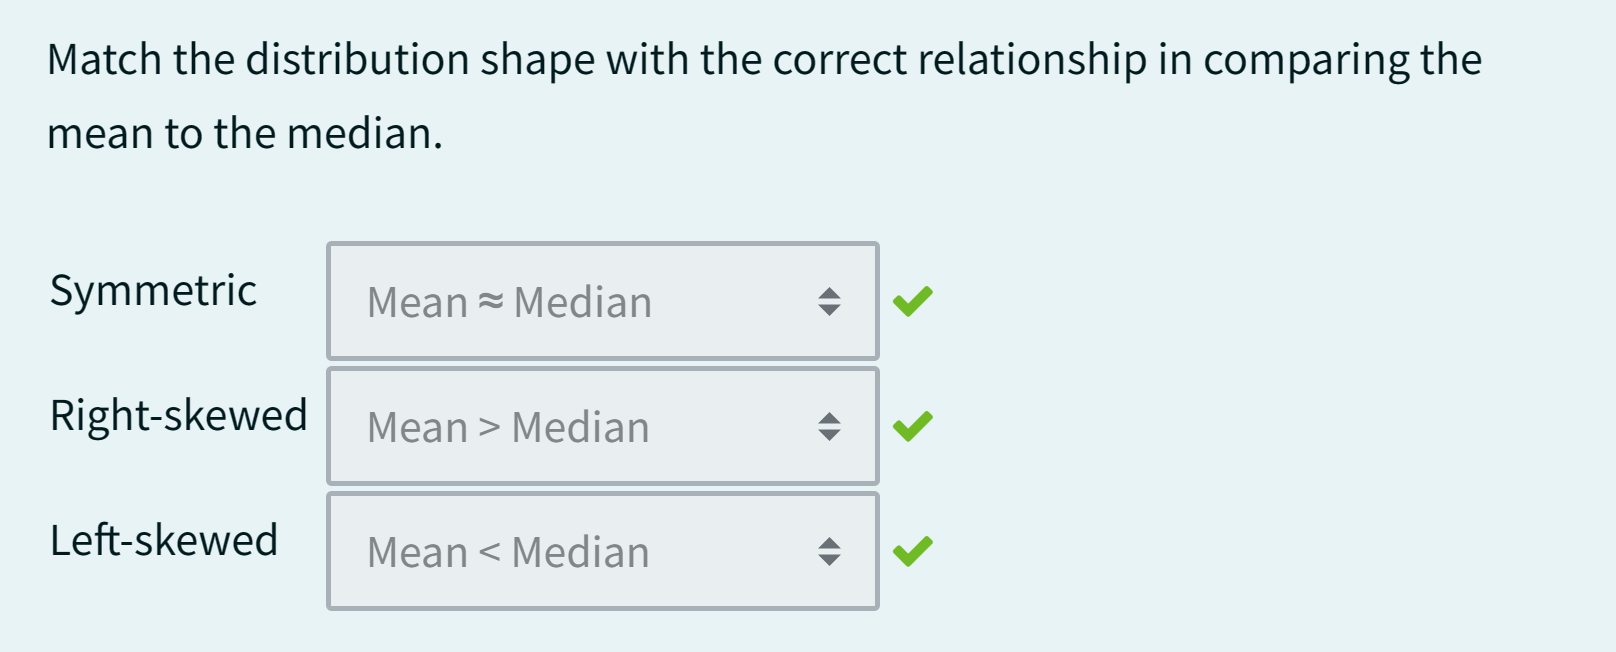 Match the distribution shape with the correct relationship in comparing the
mean to the median.
Symmetric Mean ≈ Median
Right-skewed Mean > Median
Left-skewed Mean < Median